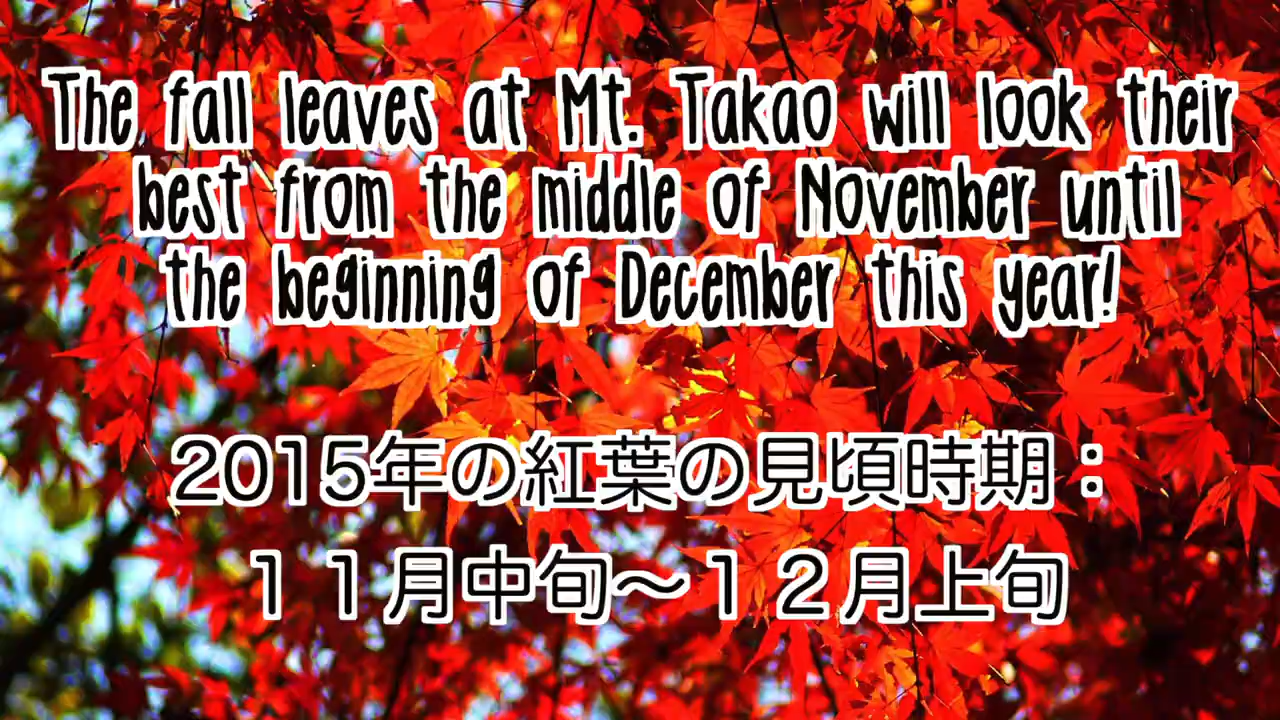 The fall leaves at Mt. Takao will look their
best from the middle of November until
the beginning of December this year!
2015年の紅葉の見頃時期：
１１月中旬～１２月上旬